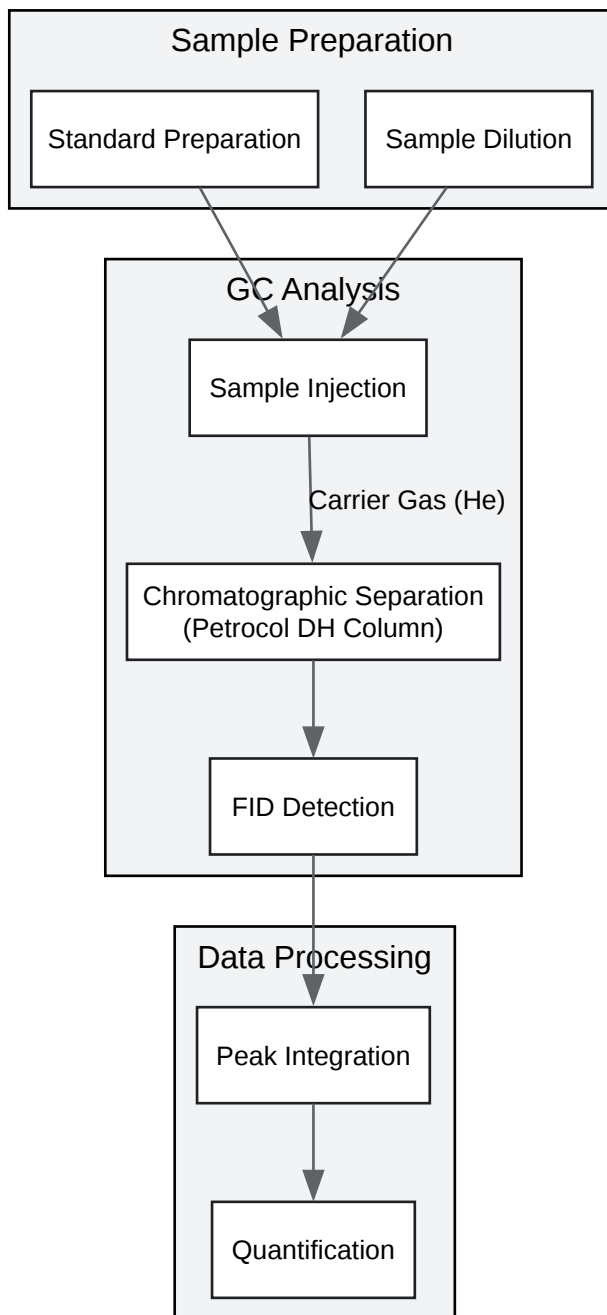 Sample Preparation
Standard Preparation
Sample Dilution
GC Analysis
Sample Injection
Carrier Gas (He)
Chromatographic Separation
(Petrocol DH Column)
FID Detection
Data Processing
Peak Integration
Quantification